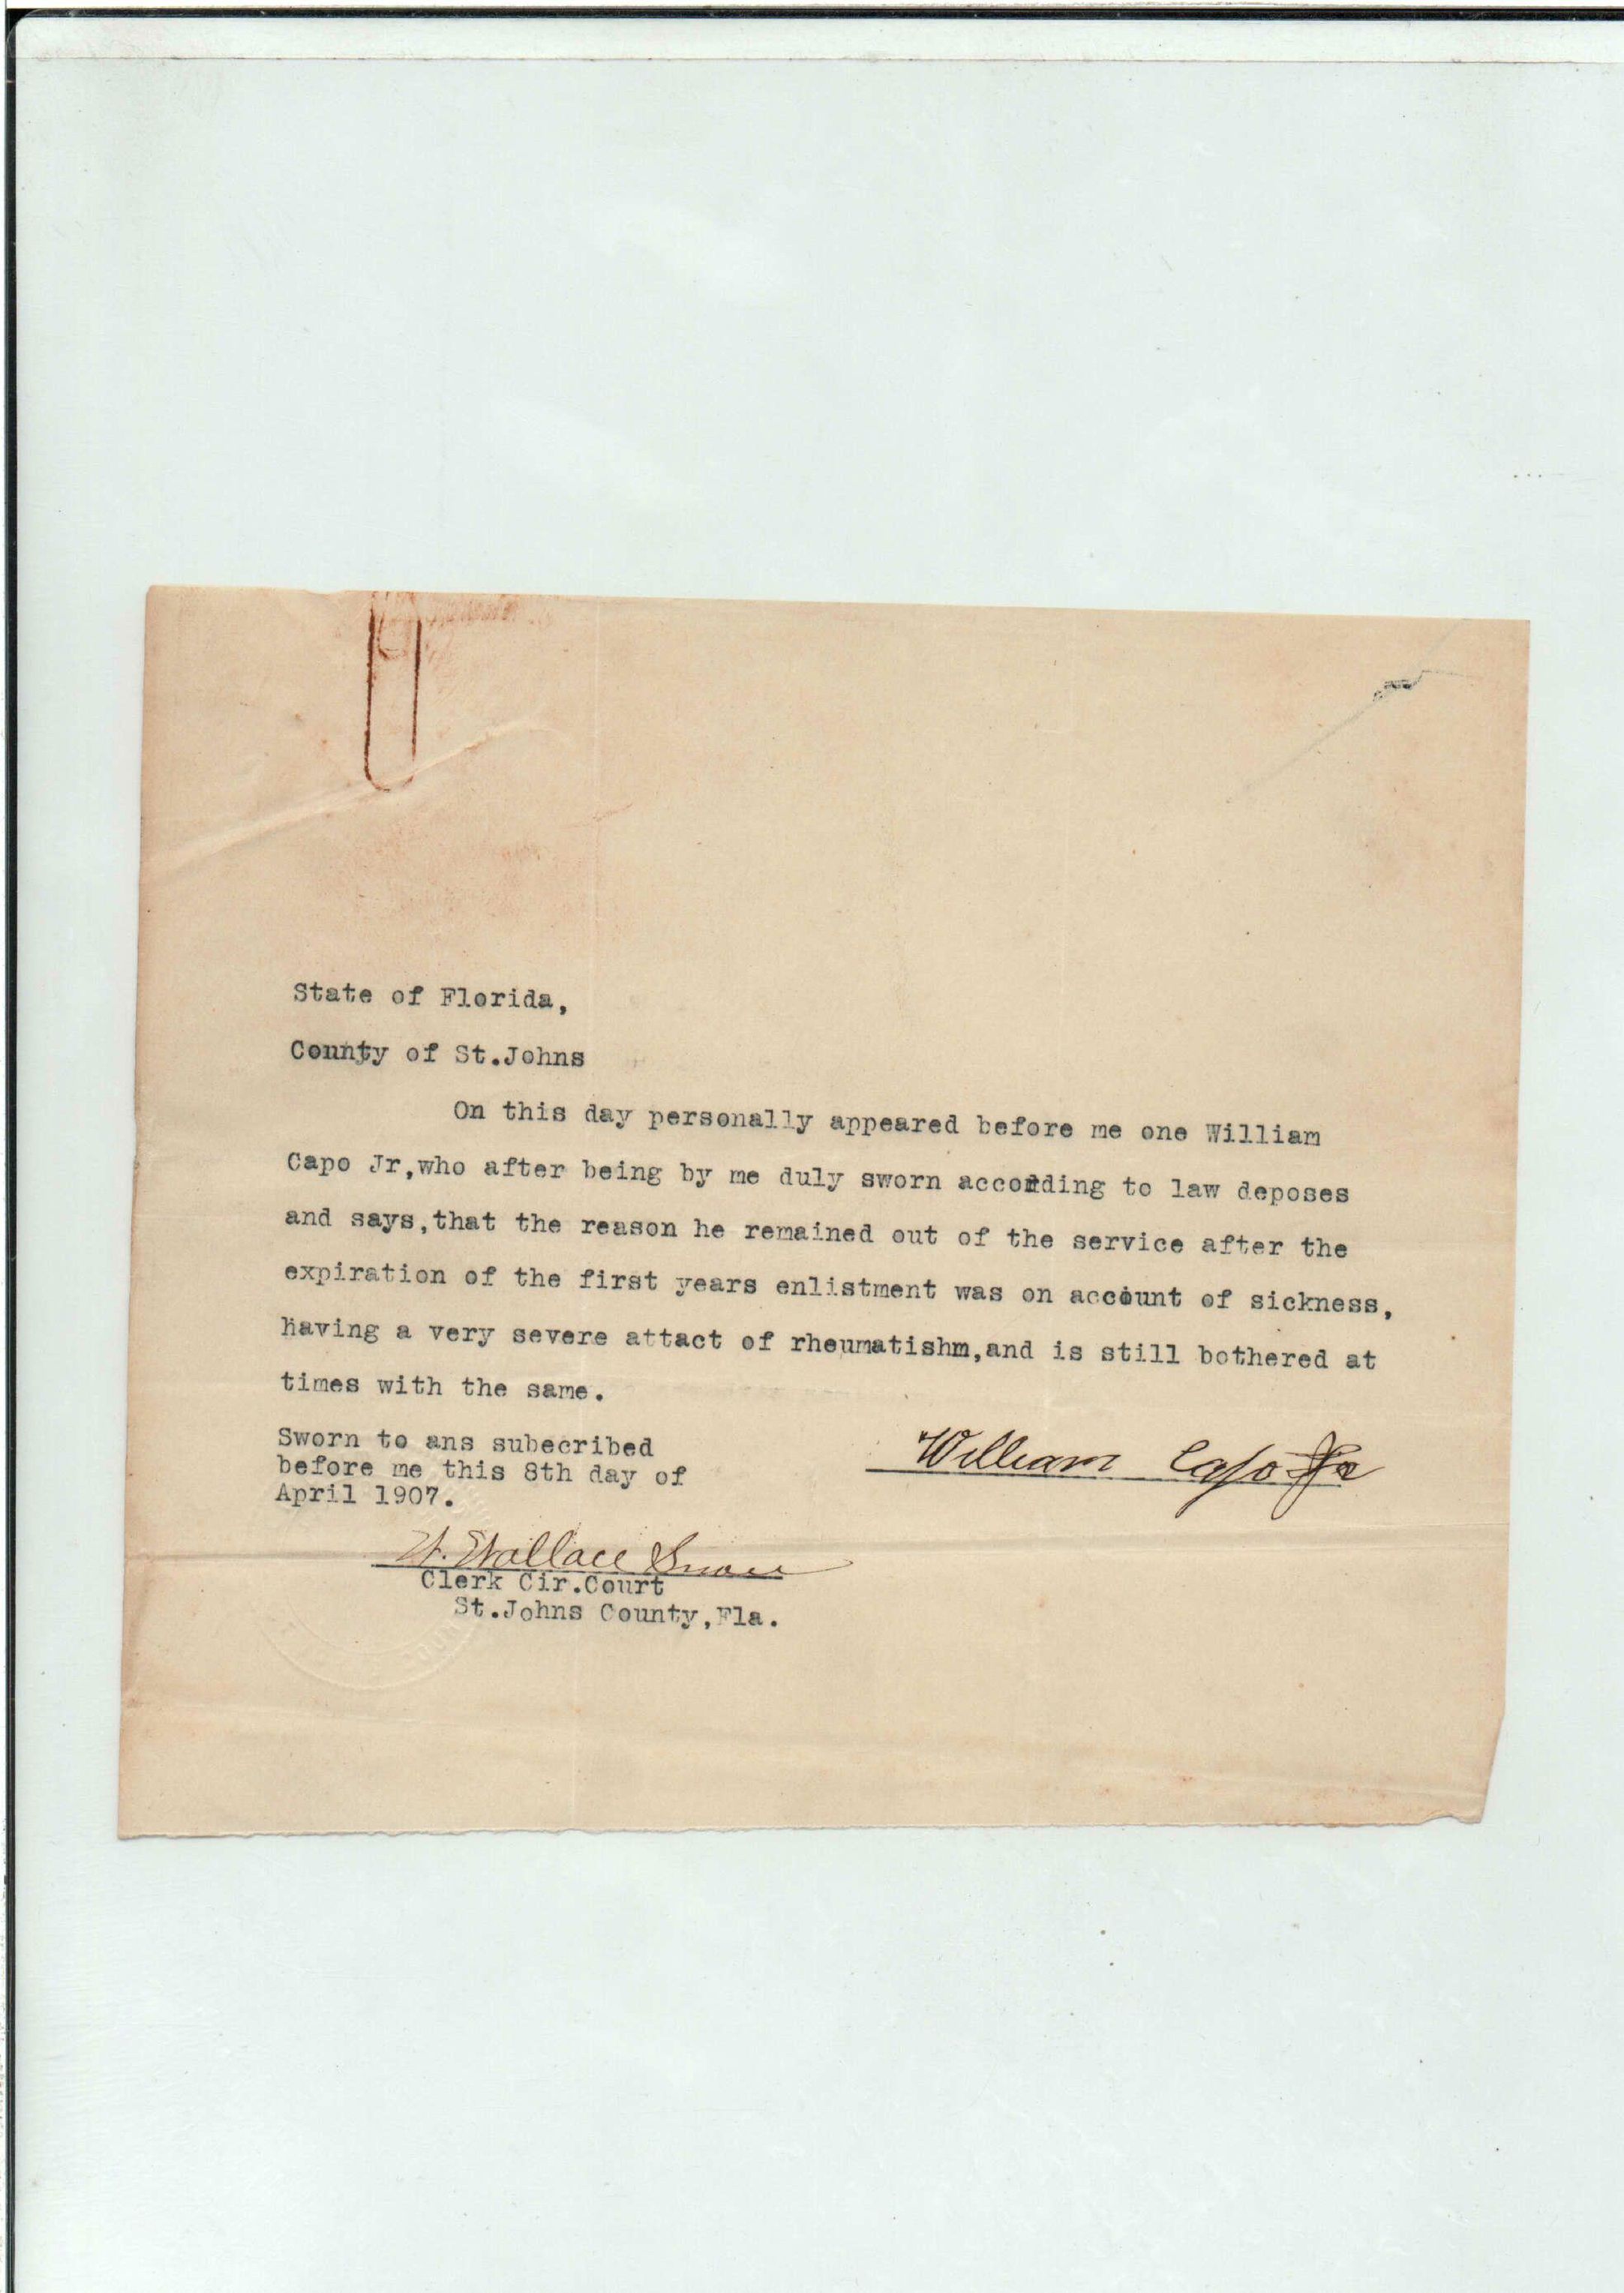 State of Florida,
County of St.Johns
On this day personally appeared before me one William
Capo Jr,who after being by me duly sworn according to law deposes
and says,that the reason he remained out of the service after the
expiration of the first years enlistment was on account of sickness,
having a very severe attact of rheumatishm,and is still bothered at
times with the same.
Sworn to ans subecribed
before me this 8th day of
April 1907.
William Capo Jr
Wallace
Clerk Cir.Court
St.Johns County,Fla.